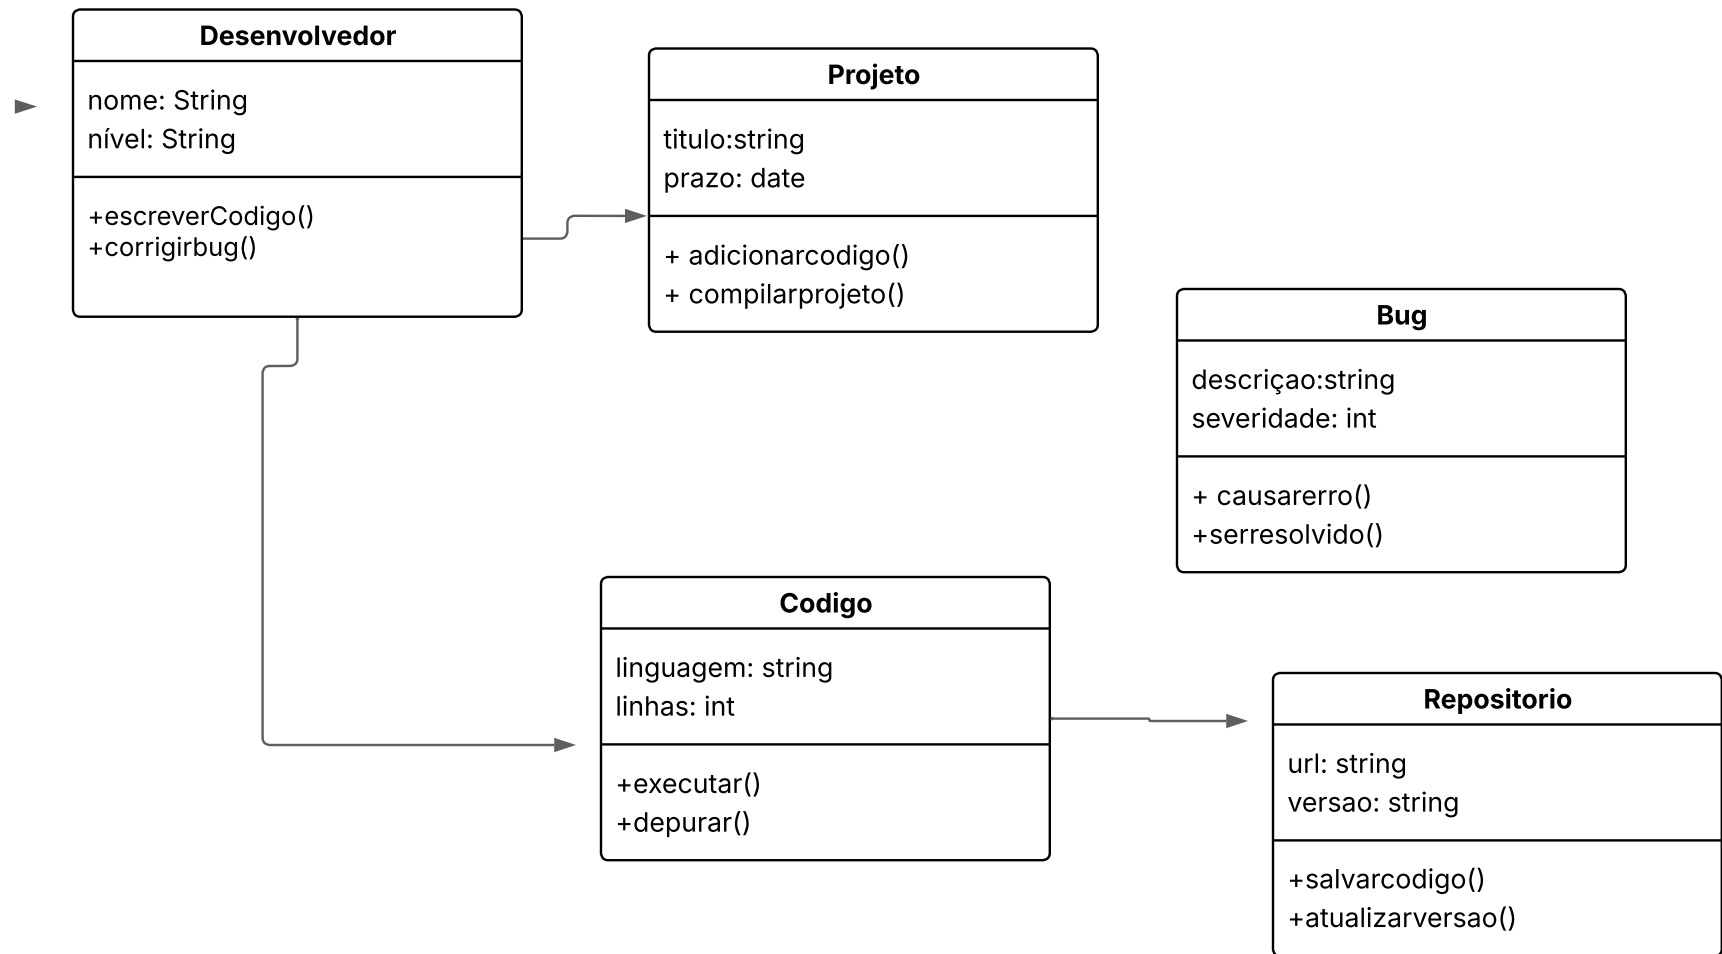 Desenvolvedor
nome: String
nível: String
+escreverCodigo()
+corrigirbug()
Projeto
titulo:string
prazo: date
+ adicionarcodigo()
+ compilarprojeto()
Bug
descriçao:string
severidade: int
+ causarerro()
+serresolvido()
Codigo
linguagem: string
linhas: int
+executar()
+depurar()
Repositorio
url: string
versao: string
+salvarcodigo()
+atualizarversao()